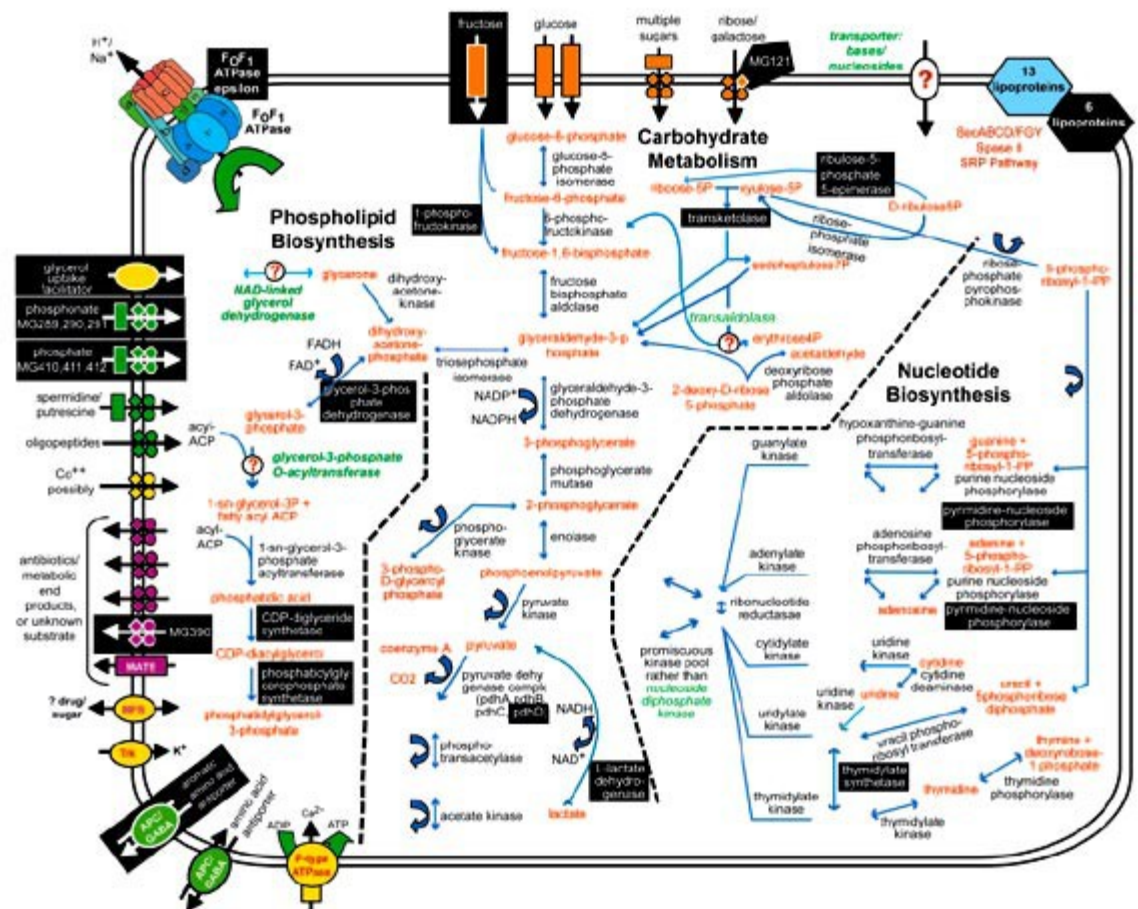 H+/
Na+
FOF1
ATPase
epsilon
FOF1
ATPase
fructose
glucose
multiple
sugars
ribose/
galactose
MG121
transporter:
bases/
nucleosides
?
13
lipoproteins
6
lipoproteins
SecABCD/FGY
Spase II
SRP Pathway
Carbohydrate
Metabolism
glucose-6-phosphate
glucose-6-
phosphate
isomerase
fructose-6-phosphate
1-phospho-
fructokinase
6-phospho-
fructokinase
fructose-1,6-bisphosphate
fructose
bisphosphate
aldolase
ribulose-5-
phosphate
5-epimerase
riboose-5P
xyulose-5P
D-ribulose5P
transketolase
ribose-
phosphate
isomerase
sedoheptulose7P
transaldolase
?
erythrose4P
acetaldehyde
deoxyribose
phosphate
aldolase
2-deoxy-D-ribose
5-phosphate
glyceraldehyde-3-p
hosphate
ribose-
phosphate
pyrophos-
phokinase
5-phospho-
ribosyl-1-PP
Phospholipid
Biosynthesis
?
glycerone
NAD-linked
glycerol
dehydrogenase
dihydroxy-
acetone-
kinase
dihydroxy-
acetone-
phosphate
FADH
FAD+
triosephosphate
isomerase
glycerol-3-phos
phate
dehydrogenase
glycerol-3-
phosphate
acyl-
ACP
?
glycerol-3-phosphate
O-acyltransferase
1-sn-glycerol-3P +
fatty acyl ACP
acyl-
ACP
1-sn-glycerol-3-
phosphate
acyltransferase
phosphatidic acid
CDP-diglyceride
synthetase
CDP-diacylglycerol
phosphaticylgly
cerophosphate
synthetase
phosphatidylglycerol-
3-phosphate
glycerol
uptake
facilitator
phosphonate
MG289,290,291
phosphate
MG410,411,412
spermidine/
putrescine
oligopeptides
Co++
possibly
antibiotics/
metabolic
end
products,
or unknown
substrate
MG390
MATE
? drug/
sugar
MFS
Trk
K+
aromatic
amino acid
antiporter
APC/
GABA
amino acid
antiporter
APC/
GABA
ADP
Ca2+
ATP
P-type
ATPase
NADP+
NADPH
glyceraldehyde-3-
phosphate
dehydrogenase
3-phosphoglycerate
phosphoglycerate
mutase
2-phosphoglycerate
phospho-
glycerate
kinase
3-phospho-
D-glyceroyl
phosphate
enolase
phosphoenolpyruvate
pyruvate
kinase
coenzyme A
pyruvate
CO2
pyruvate dehy
genase complx
(pdhA,pdhB,
pdhC,pdhD)
NADH
NAD+
phospho-
transacetylase
1-lactate
dehydro-
genase
acetate kinase
lactate
Nucleotide
Biosynthesis
guanylate
kinase
hypoxanthine-guanine
phosphoribosyl-
transferase
guanine +
5-phospho-
ribosyl-1-PP
purine nucleoside
phosphorylase
pyrmidine-nucleoside
phosphorylase
adenylate
kinase
adenosine
phosphoribosyl-
transferase
adenine +
5-phospho-
ribosyl-1-PP
purine nucleoside
phosphorylase
adenosine
pyrmidine-nucleoside
phosphorylase
ribonucleotide
reductasae
promiscuous
kinase pool
rather than
nucleoside
diphosphate
kinase
cytidylate
kinase
uridine
kinase
cytidine
cytidine
deaminase
uridine
kinase
uridine
uracil +
5phosphoribose
diphosphate
uridylate
kinase
uracil phospho-
ribosyl transferase
thymine +
deoxyrobose-
1 phosphate
thymidylate
synthetase
thymidine
thymidine
phosphorylase
thymidylate
kinase
thymidylate
kinase